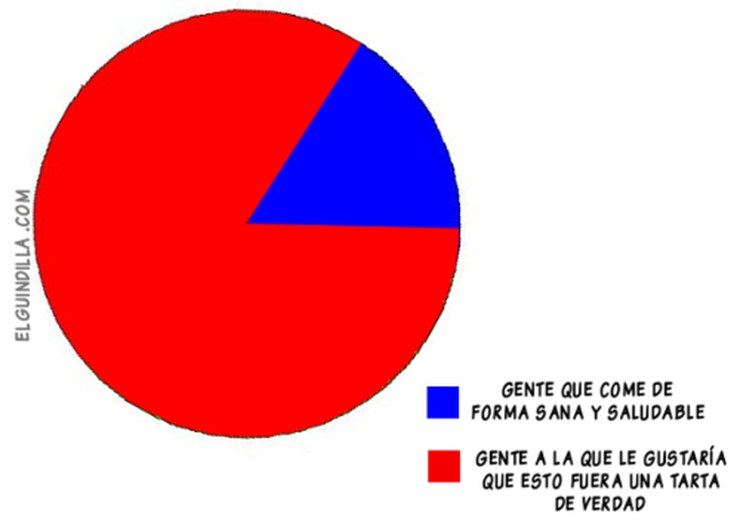 ELGUINDILLA.COM
GENTE QUE COME DE
FORMA SANA Y SALUDABLE
GENTE A LA QUE LE GUSTARÍA
QUE ESTO FUERA UNA TARTA
DE VERDAD